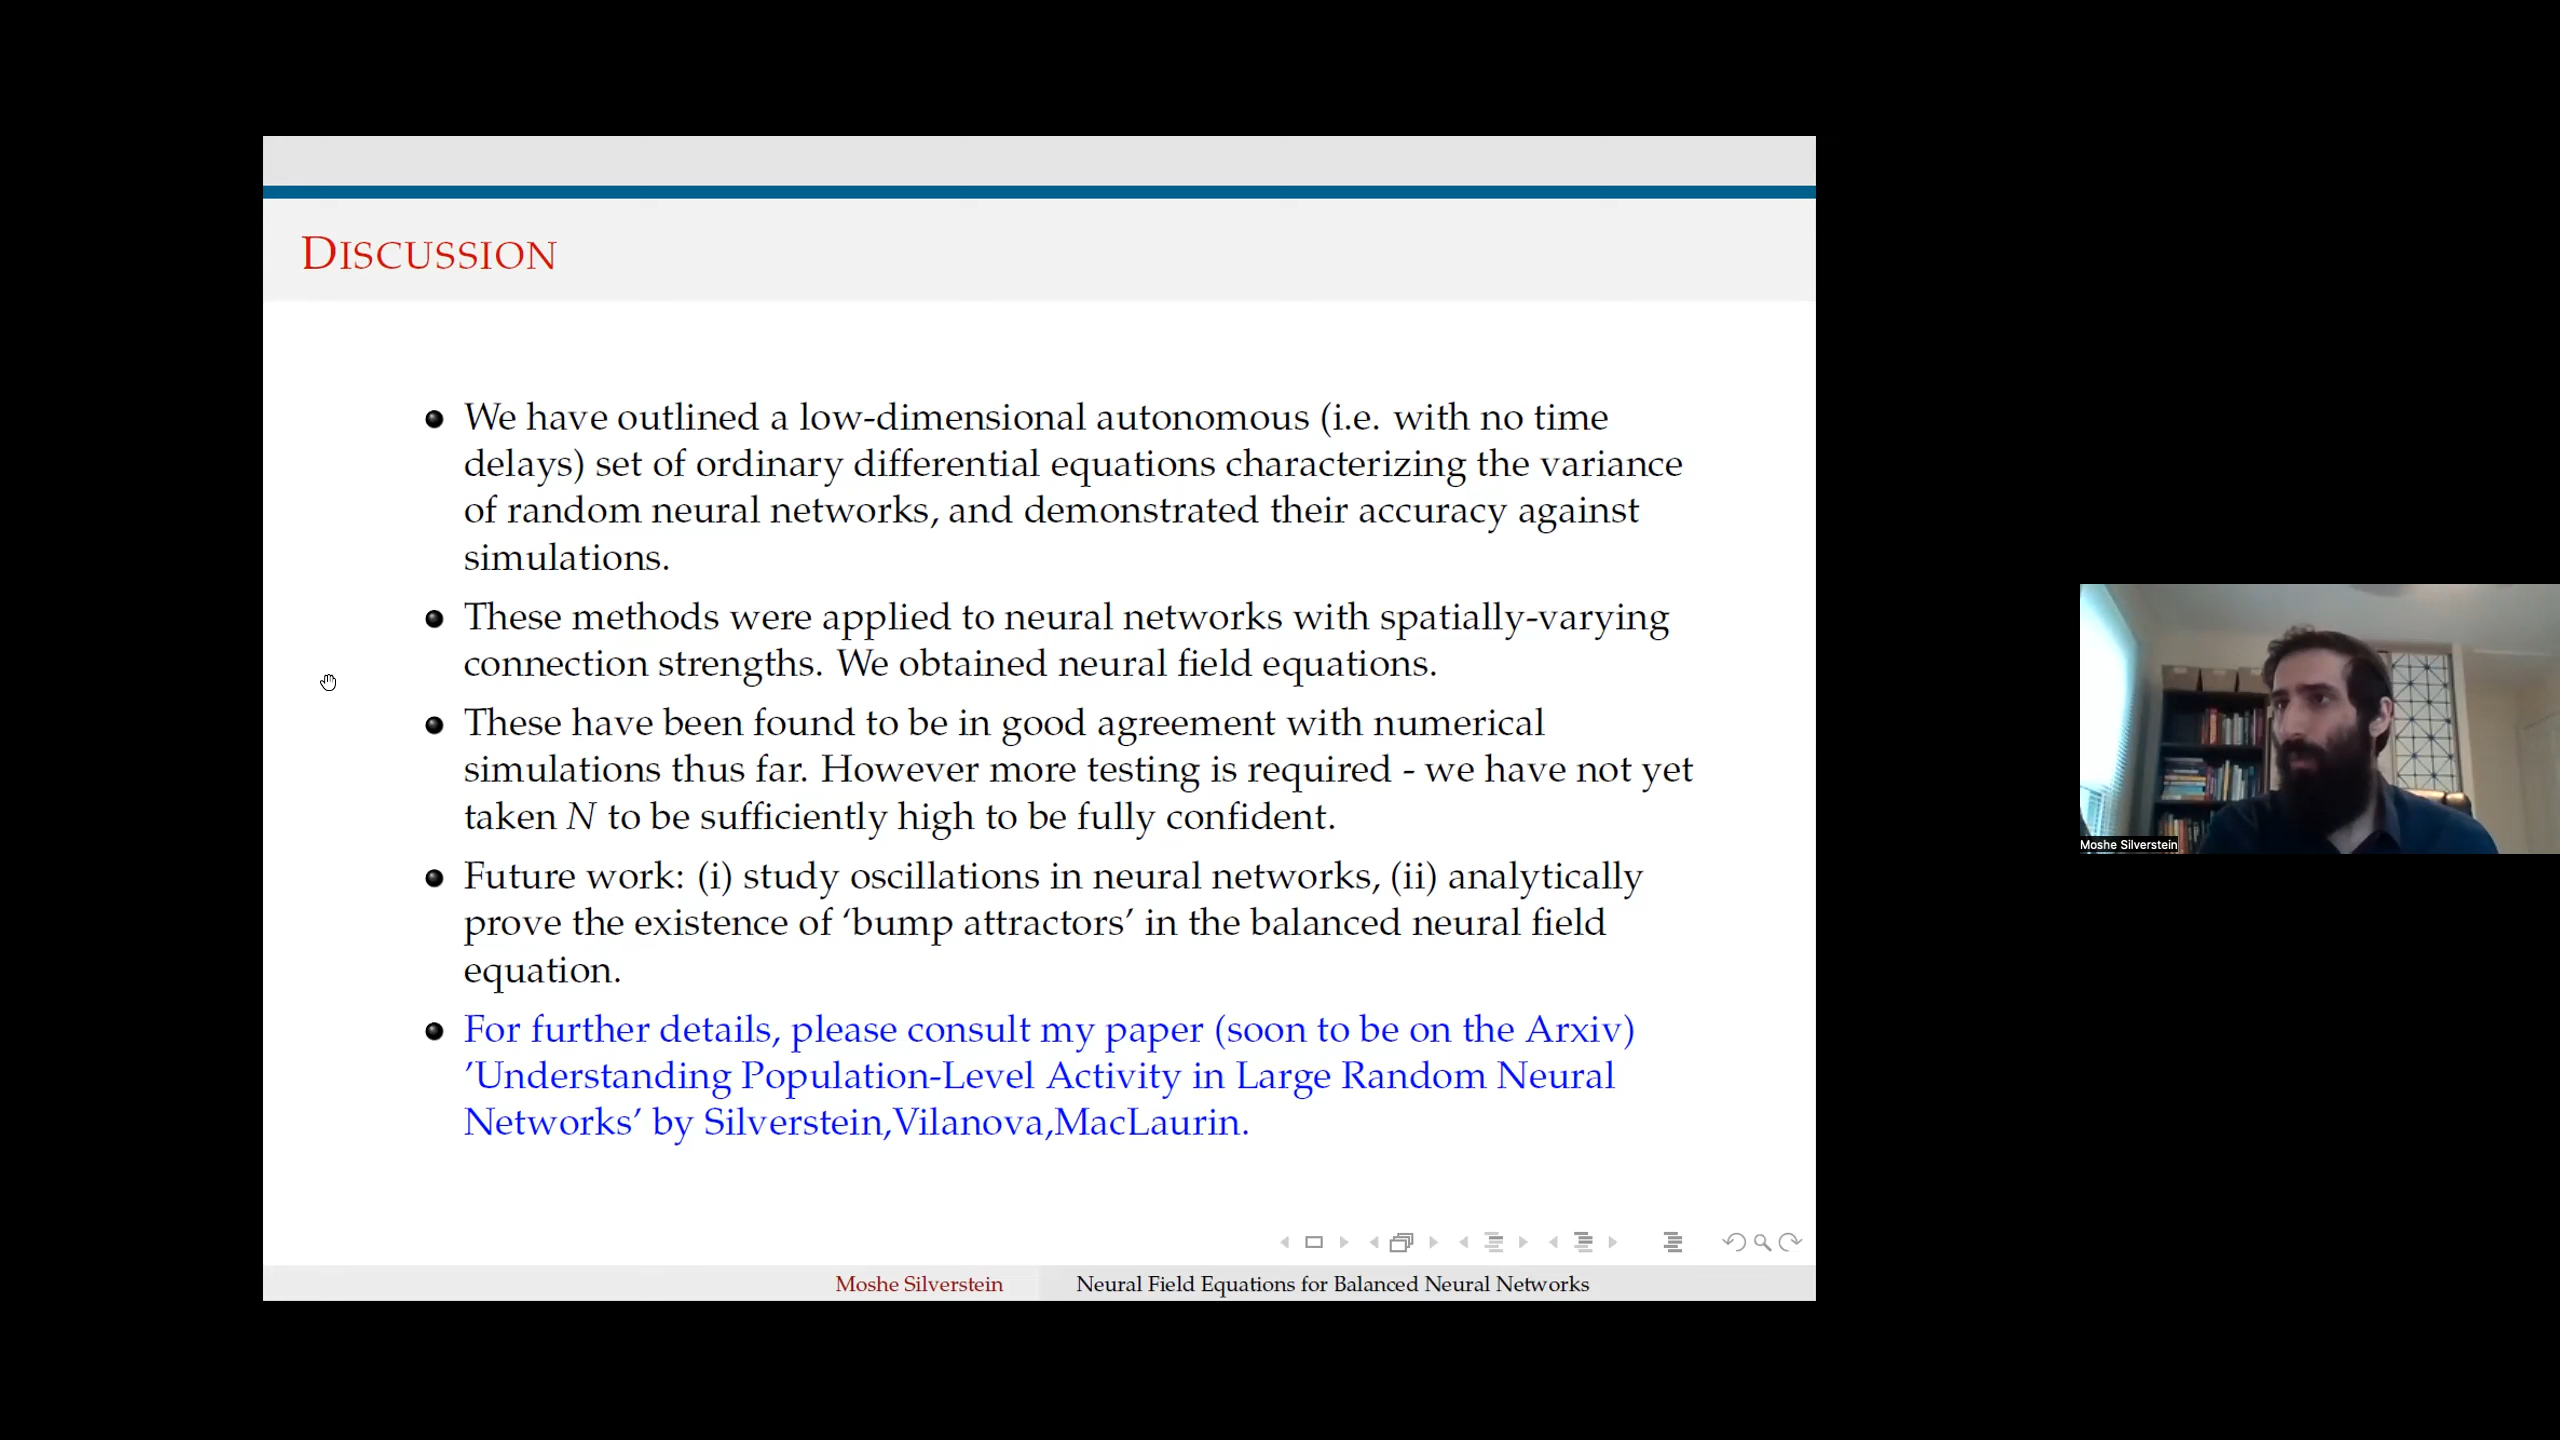 DISCUSSION
We have outlined a low-dimensional autonomous (i.e. with no time
delays) set of ordinary differential equations characterizing the variance
of random neural networks, and demonstrated their accuracy against
simulations.
These methods were applied to neural networks with spatially-varying
connection strengths. We obtained neural field equations.
These have been found to be in good agreement with numerical
simulations thus far. However more testing is required - we have not yet
taken N to be sufficiently high to be fully confident.
Future work: (i) study oscillations in neural networks, (ii) analytically
prove the existence of ‘bump attractors’ in the balanced neural field
equation.
For further details, please consult my paper (soon to be on the Arxiv)
’Understanding Population-Level Activity in Large Random Neural
Networks’ by Silverstein,Vilanova,MacLaurin.
Moshe Silverstein
Neural Field Equations for Balanced Neural Networks
Moshe Silverstein